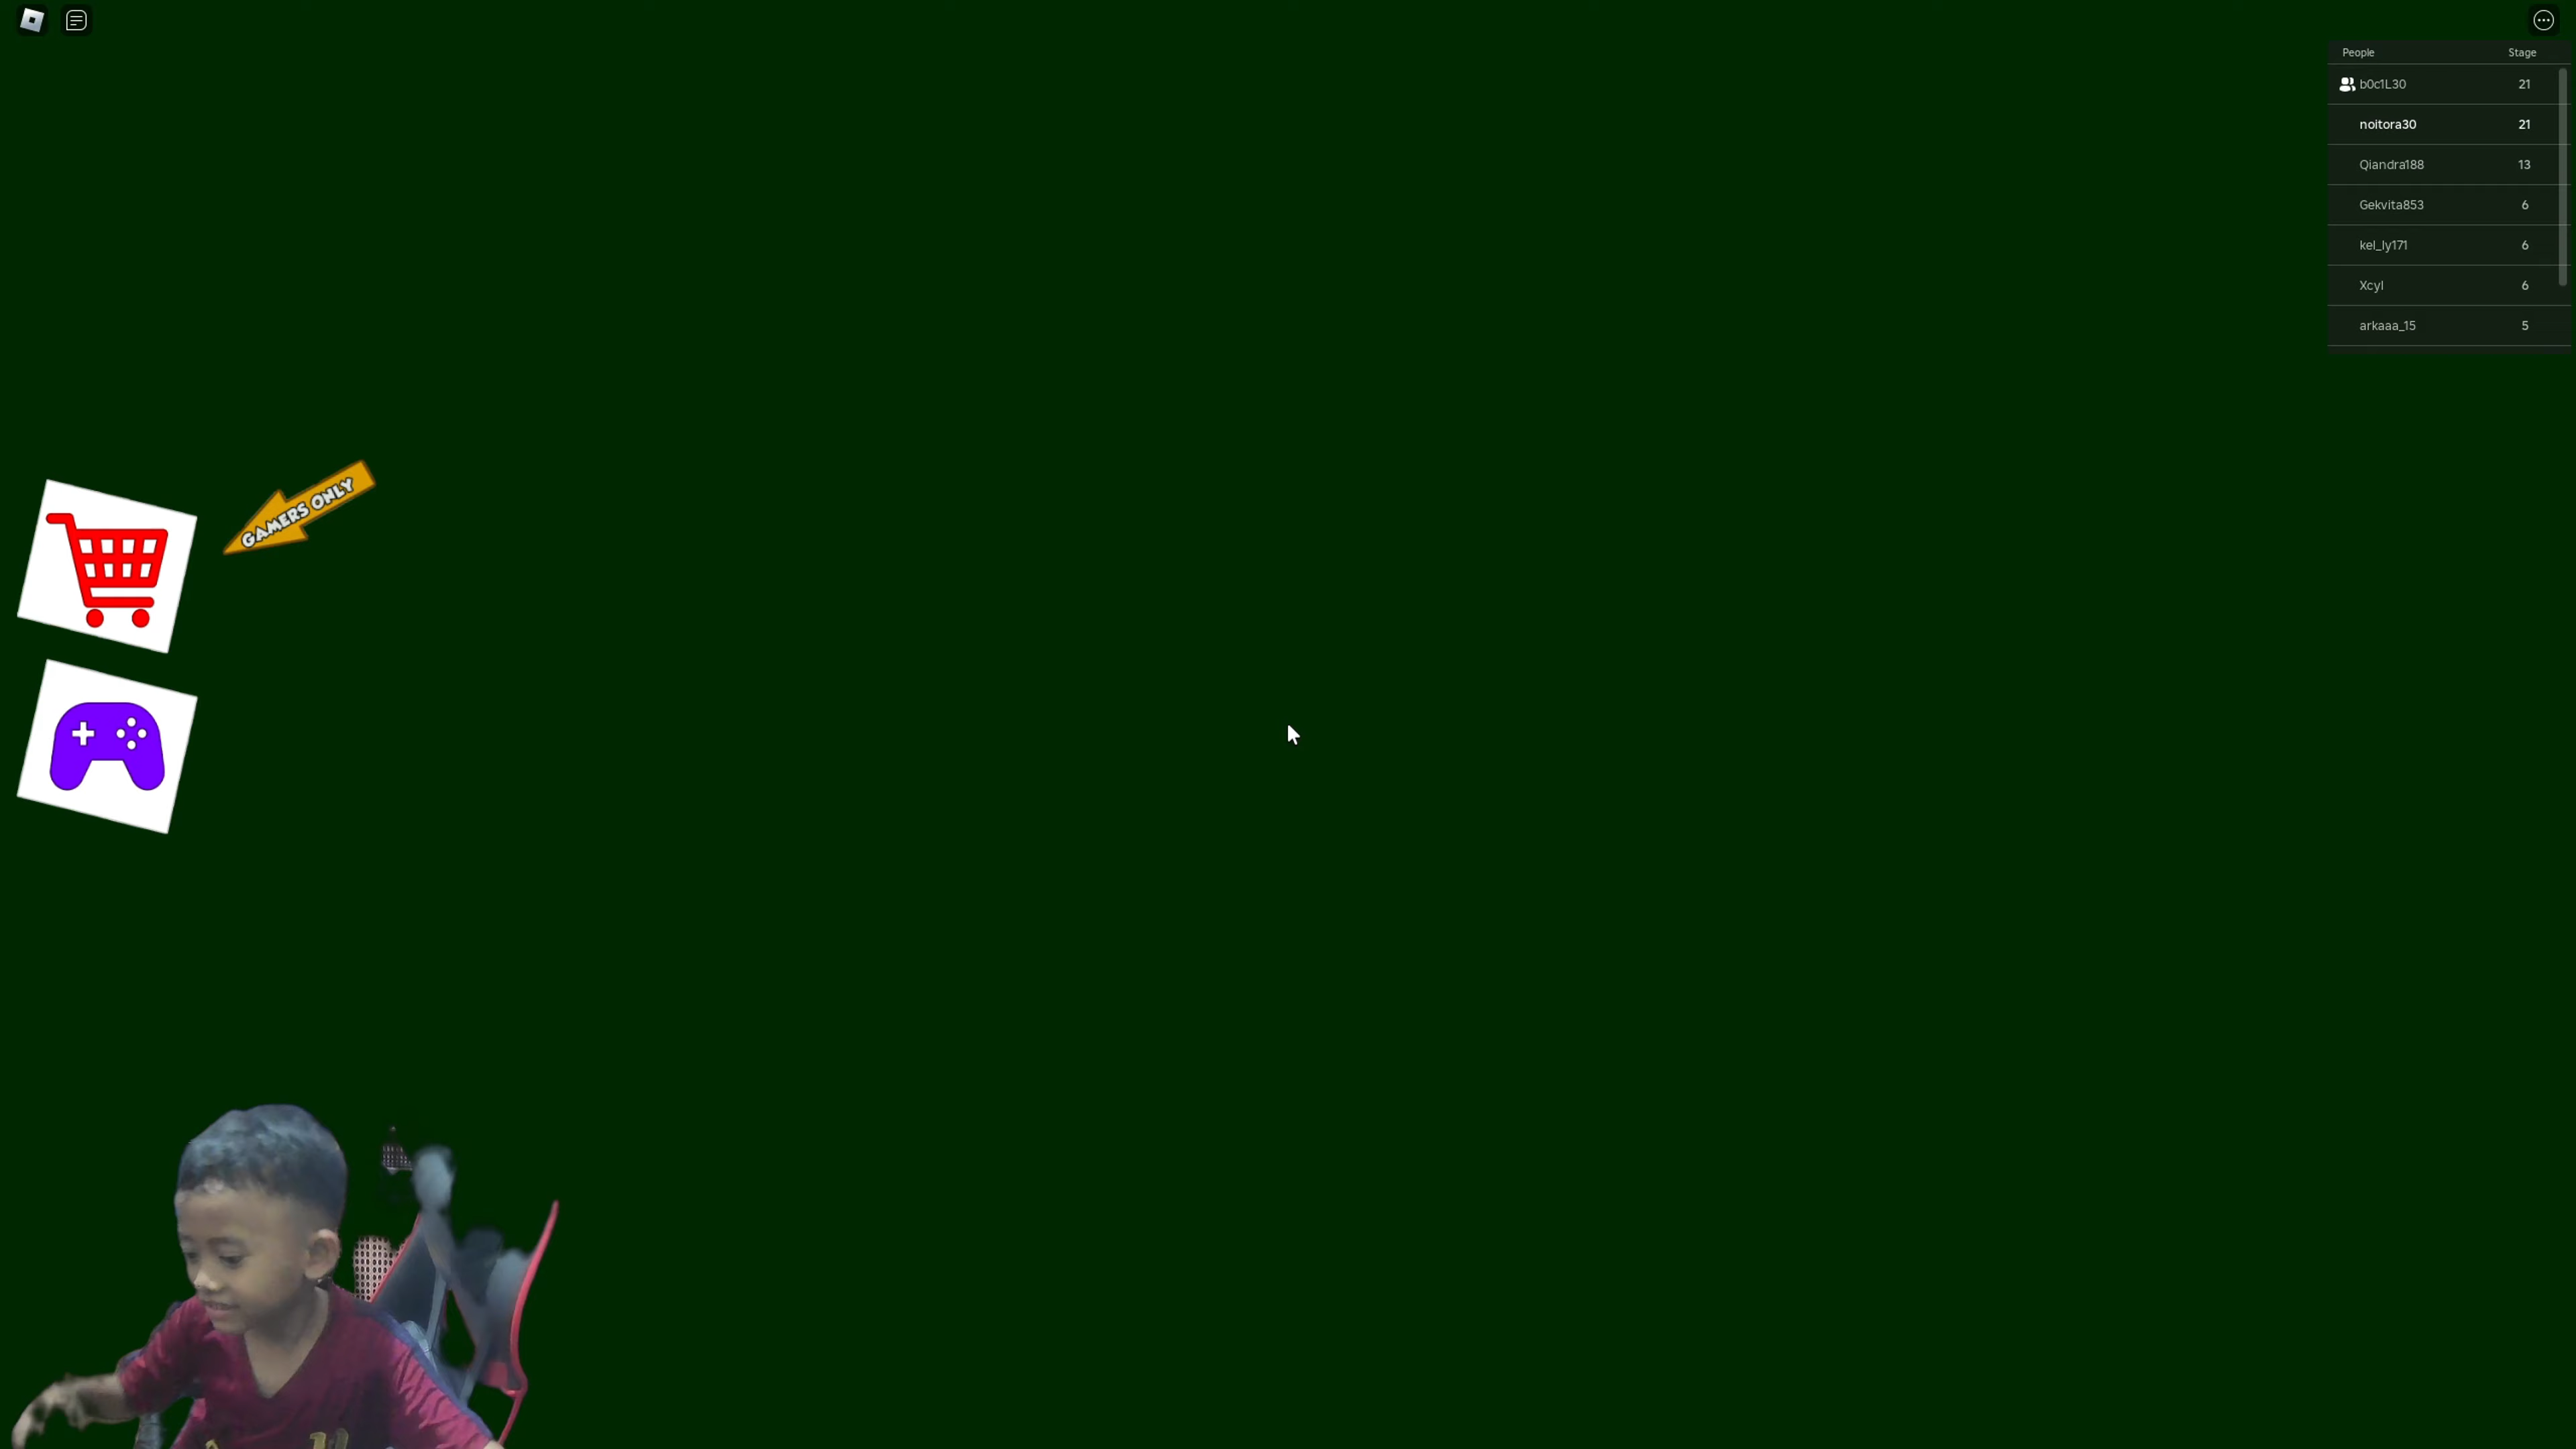 People Stage
b0c1L30 21
noitora30 21
Qiandra188 13
Gekvita853 6
kel_ly171 6
Xcyl 6
arkaaa_15 5
GAMERS ONLY